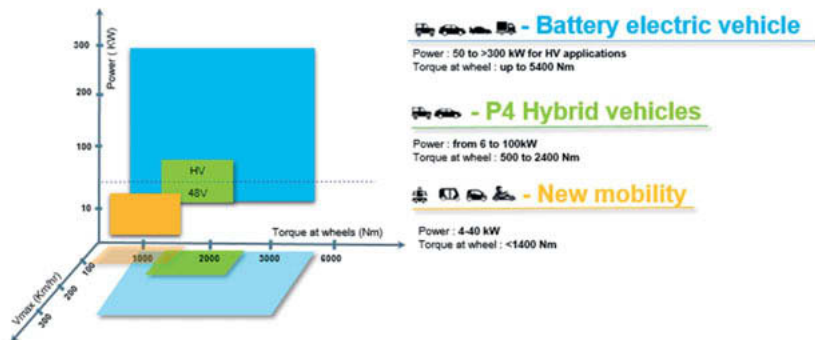 Power ( KW)
300
200
100
10
HV
48V
Torque at wheels (Nm)
1000
2000
3000
6000
Vmax (Km/hr)
100
200
300
- Battery electric vehicle
Power : 50 to >300 kW for HV applications
Torque at wheel : up to 5400 Nm
- P4 Hybrid vehicles
Power : from 6 to 100kW
Torque at wheel : 500 to 2400 Nm
- New mobility
Power : 4-40 kW
Torque at wheel : <1400 Nm